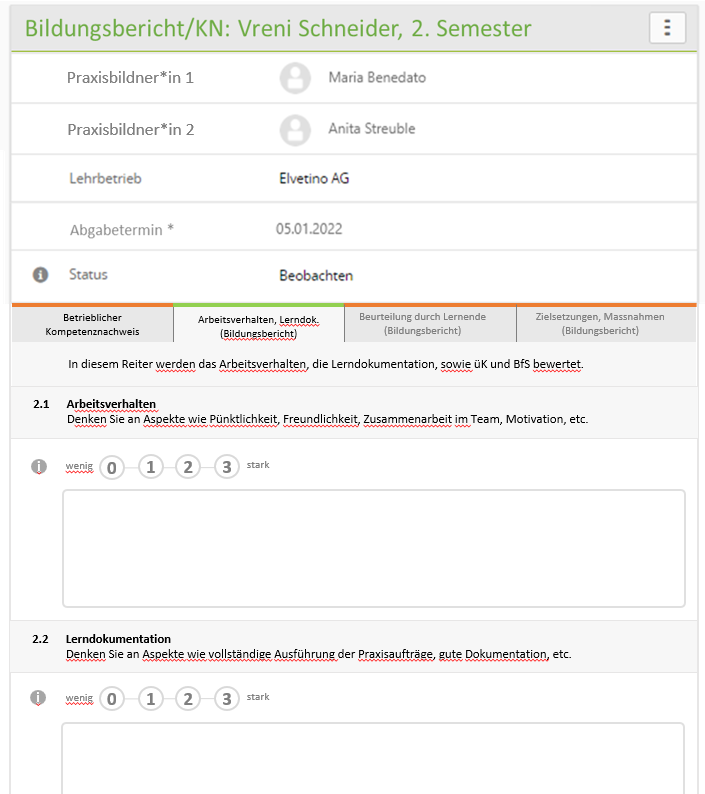 Bildungsbericht/KN: Vreni Schneider, 2. Semester
Praxisbildner*in 1 Maria Benedato
Praxisbildner*in 2 Anita Streuble
Lehrbetrieb Elvetino AG
Abgabetermin * 05.01.2022
Status Beobachten
Betrieblicher
Kompetenznachweis
Arbeitsverhalten, Lerndok.
(Bildungsbericht)
Beurteilung durch Lernende
(Bildungsbericht)
Zielsetzungen, Massnahmen
(Bildungsbericht)
In diesem Reiter werden das Arbeitsverhalten, die Lerndokumentation, sowie üK und BfS bewertet.
2.1 Arbeitsverhalten
Denken Sie an Aspekte wie Pünktlichkeit, Freundlichkeit, Zusammenarbeit im Team, Motivation, etc.
wenig 0 1 2 3 stark
2.2 Lerndokumentation
Denken Sie an Aspekte wie vollständige Ausführung der Praxisaufträge, gute Dokumentation, etc.
wenig 0 1 2 3 stark